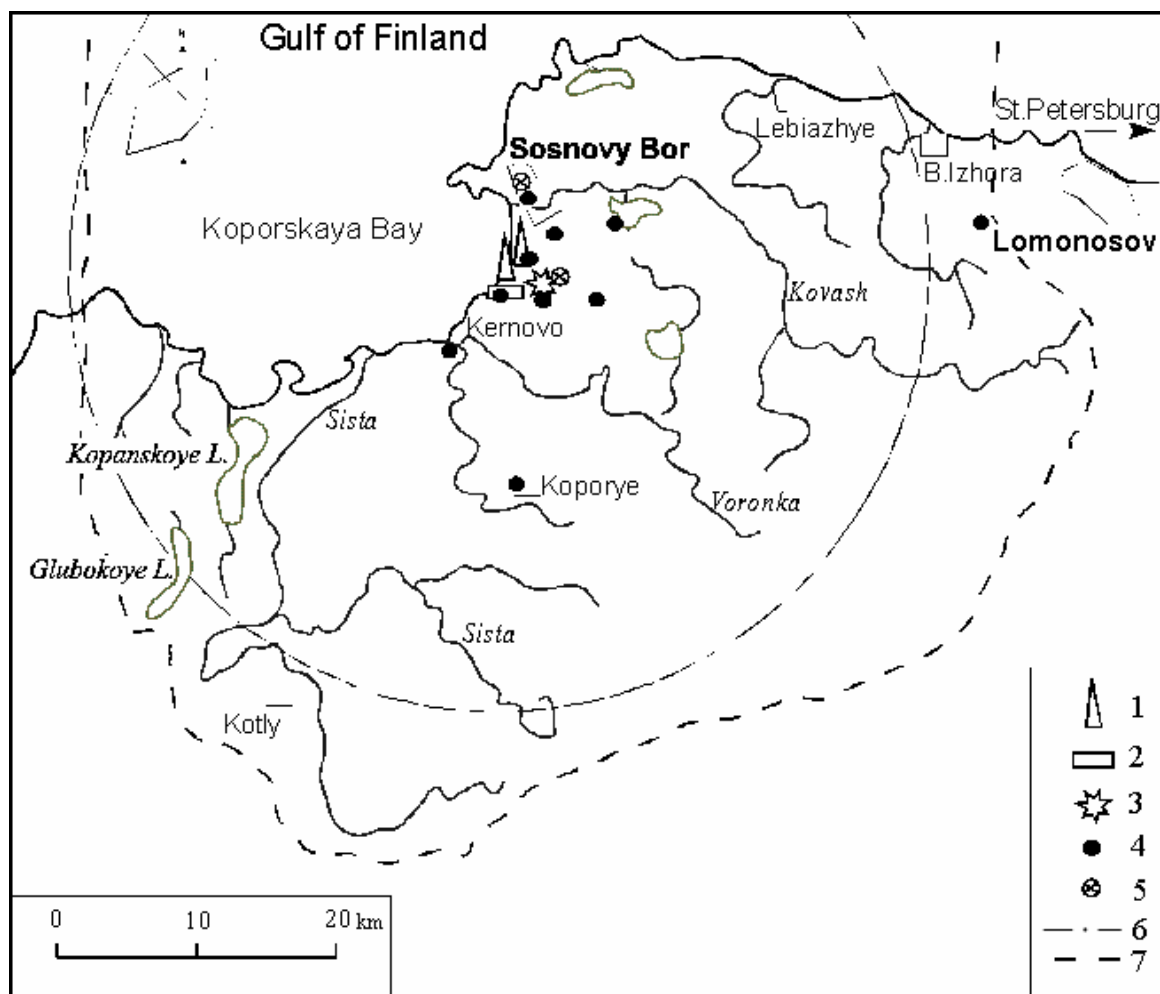 Gulf of Finland
St.Petersburg
Lebiazhye
Sosnovy Bor
B.Izhora
Koporskaya Bay
Lomonosov
Kovash
Kernovo
Sista
Kopanskoye L.
Koporye
Voronka
Glubokoye L.
Sista
Kotly
1
2
3
4
5
6
7
0 10 20 km